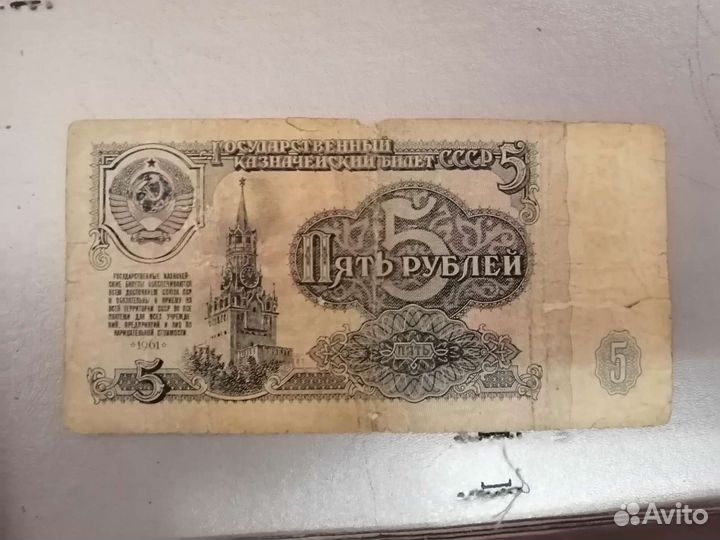 Государственный
казначейский билет СССР 5
5
Пять рублей
ГОСУДАРСТВЕННЫЕ КАЗНАЧЕЙ-
СКИЕ БИЛЕТЫ ОБЕСПЕЧИВАЮТСЯ
ВСЕМ ДОСТОЯНИЕМ СОЮЗА ССР
И ОБЯЗАТЕЛЬНЫ К ПРИЕМУ НА
ВСЕЙ ТЕРРИТОРИИ СССР ВО ВСЕ
ПЛАТЕЖИ ДЛЯ ВСЕХ УЧРЕЖДЕ-
НИЙ, ПРЕДПРИЯТИЙ И ЛИЦ ПО
НАРИЦАТЕЛЬНОЙ СТОИМОСТИ.
1961
ПЯТЬ
5
5
Avito